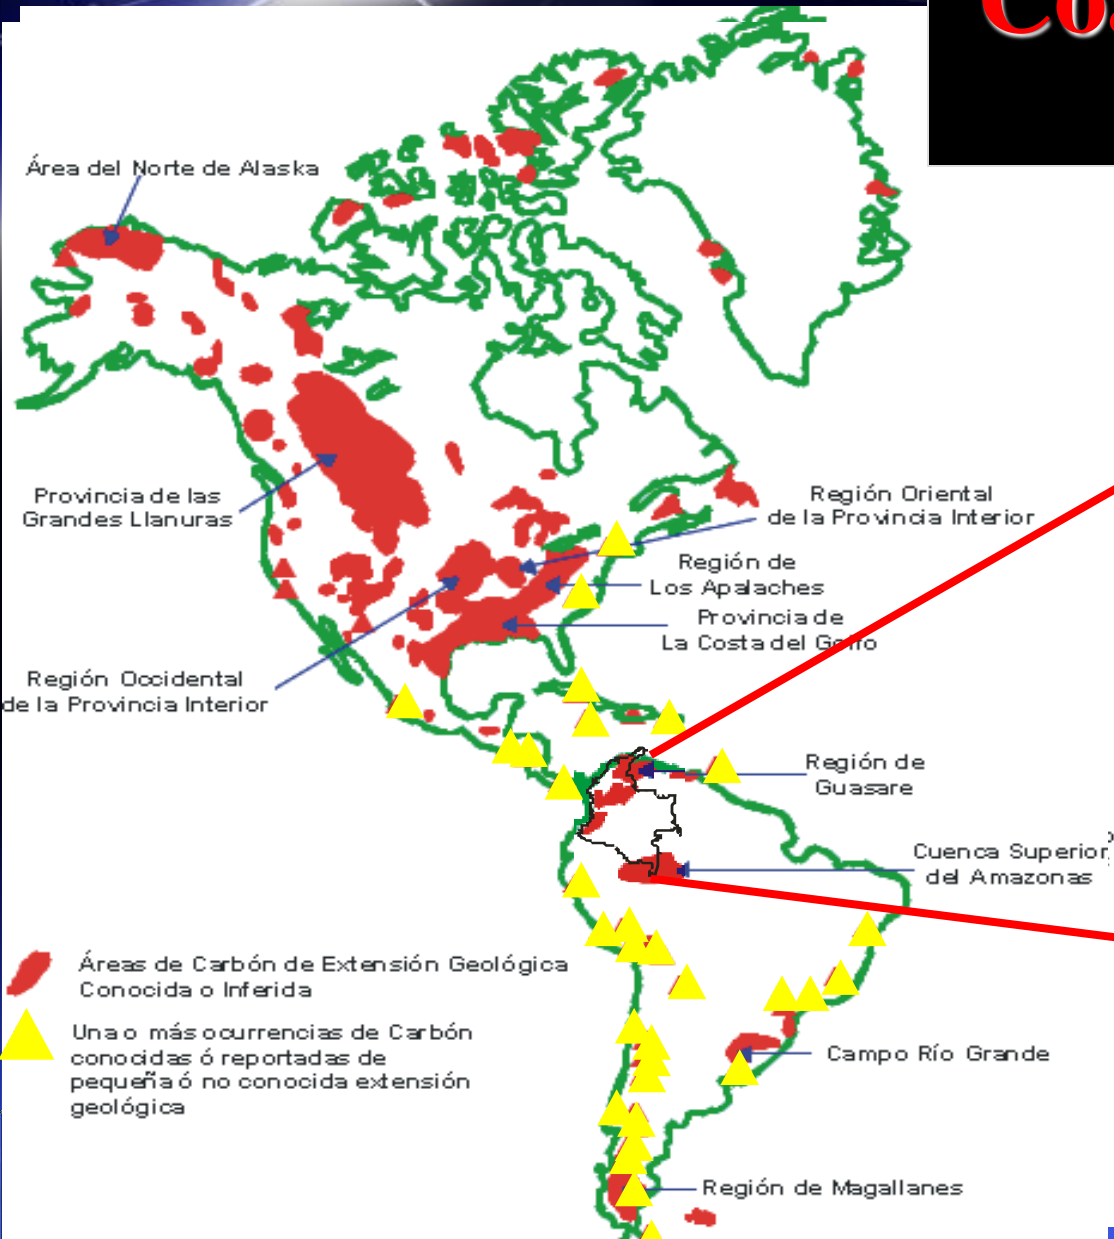 Área del Norte de Alaska
Provincia de las
Grandes Llanuras
Región Oriental
de la Provincia Interior
Región de
Los Apalaches
Provincia de
La Costa del Golfo
Región Occidental
de la Provincia Interior
Región de
Guasare
Cuenca Superior
del Amazonas
Áreas de Carbón de Extensión Geológica
Conocida o Inferida
Una o más ocurrencias de Carbón
conocidas ó reportadas de
pequeña ó no conocida extensión
geológica
Campo Río Grande
Región de Magallanes